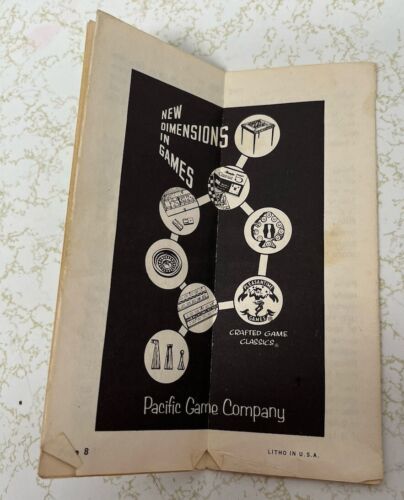 NEW
DIMENSIONS
IN
GAMES
PLEASANTIME
GAMES
CRAFTED GAME
CLASSICS
Pacific Game Company
8
LITHO IN U.S.A.